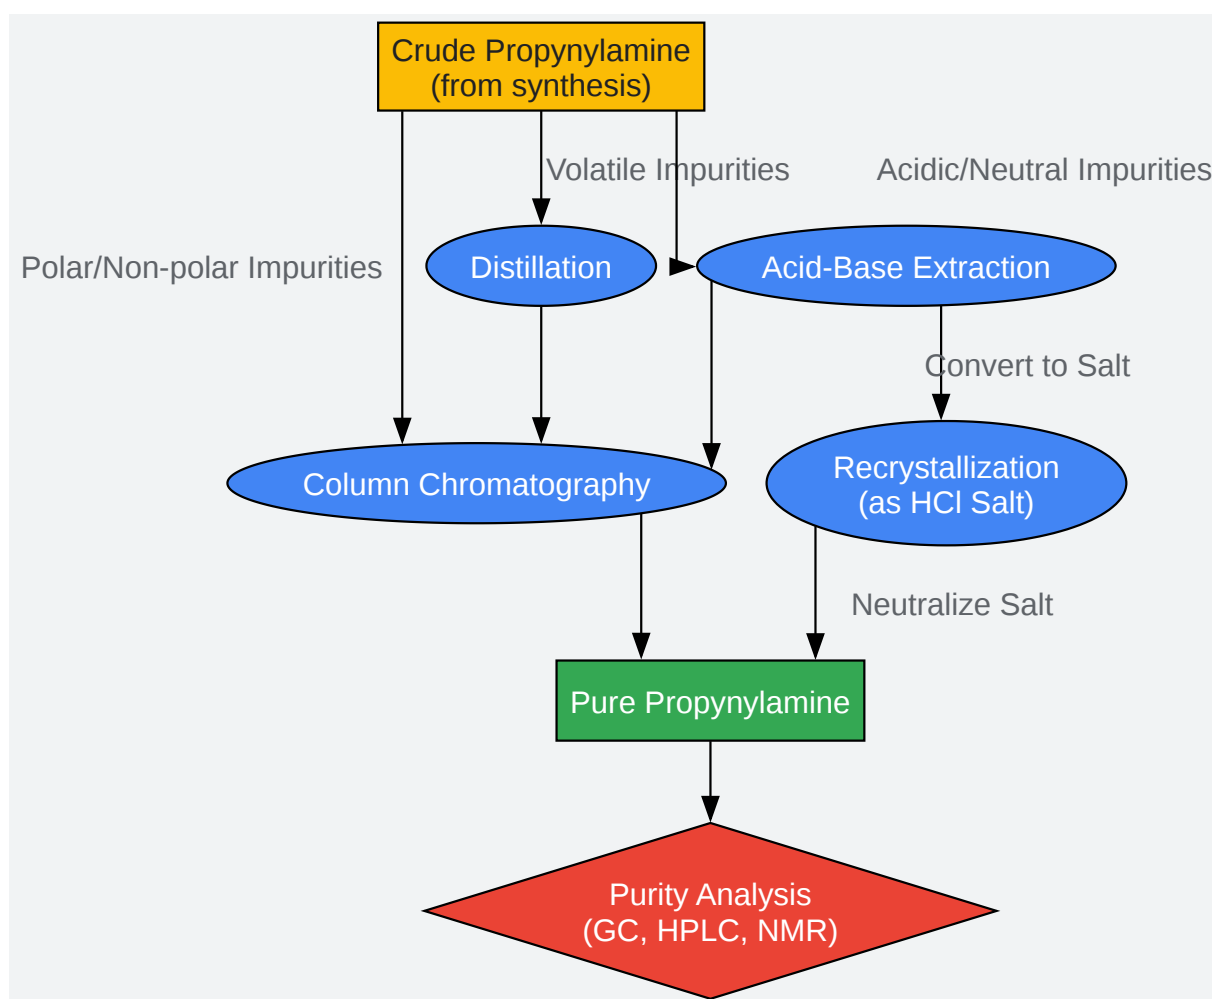 Crude Propynylamine
(from synthesis)
Volatile Impurities
Acidic/Neutral Impurities
Polar/Non-polar Impurities
Distillation
Acid-Base Extraction
Convert to Salt
Column Chromatography
Recrystallization
(as HCl Salt)
Neutralize Salt
Pure Propynylamine
Purity Analysis
(GC, HPLC, NMR)